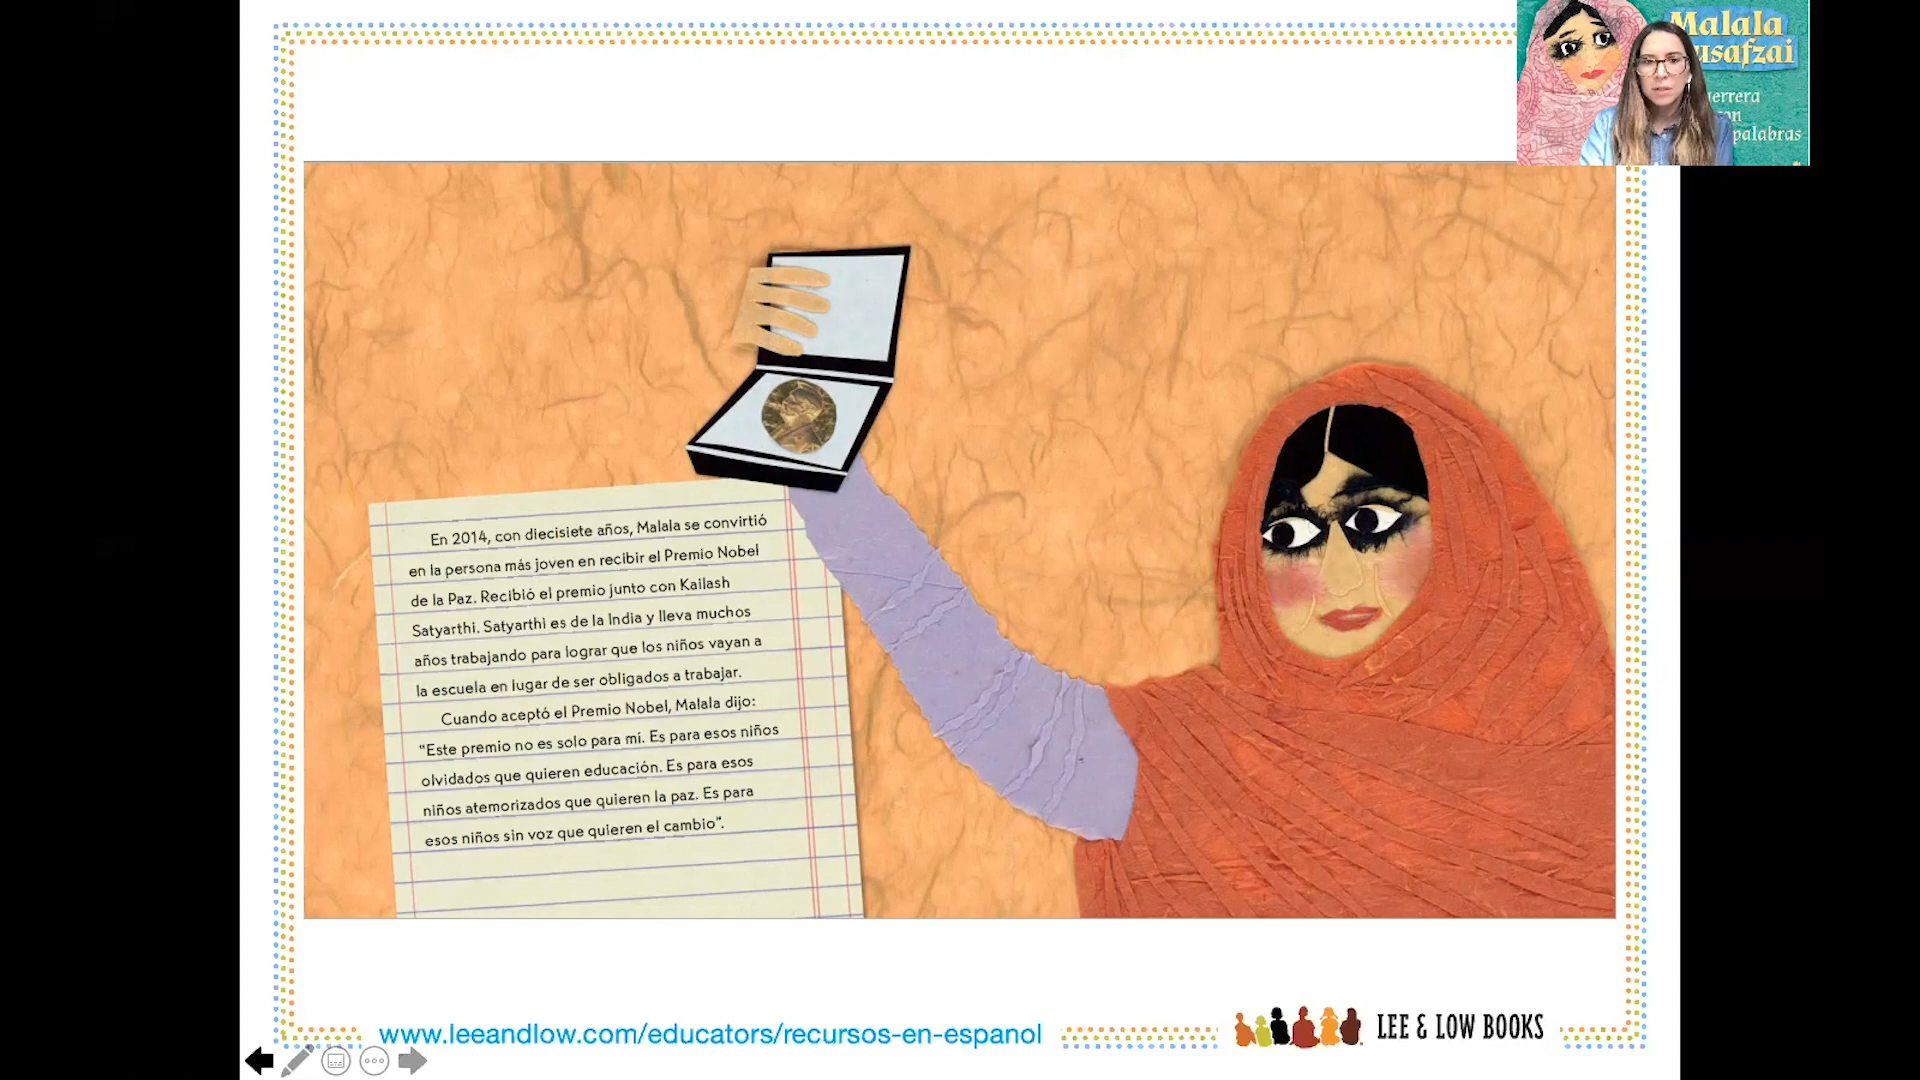 Malala
usafzai
errera
on
palabras
En 2014, con diecisiete años, Malala se convirtió
en la persona más joven en recibir el Premio Nobel
de la Paz. Recibió el premio junto con Kailash
Satyarthi. Satyarthi es de la India y lleva muchos
años trabajando para lograr que los niños vayan a
la escuela en lugar de ser obligados a trabajar.
Cuando aceptó el Premio Nobel, Malala dijo:
“Este premio no es solo para mí. Es para esos niños
olvidados que quieren educación. Es para esos
niños atemorizados que quieren la paz. Es para
esos niños sin voz que quieren el cambio”.
www.leeandlow.com/educators/recursos-en-espanol
LEE & LOW BOOKS